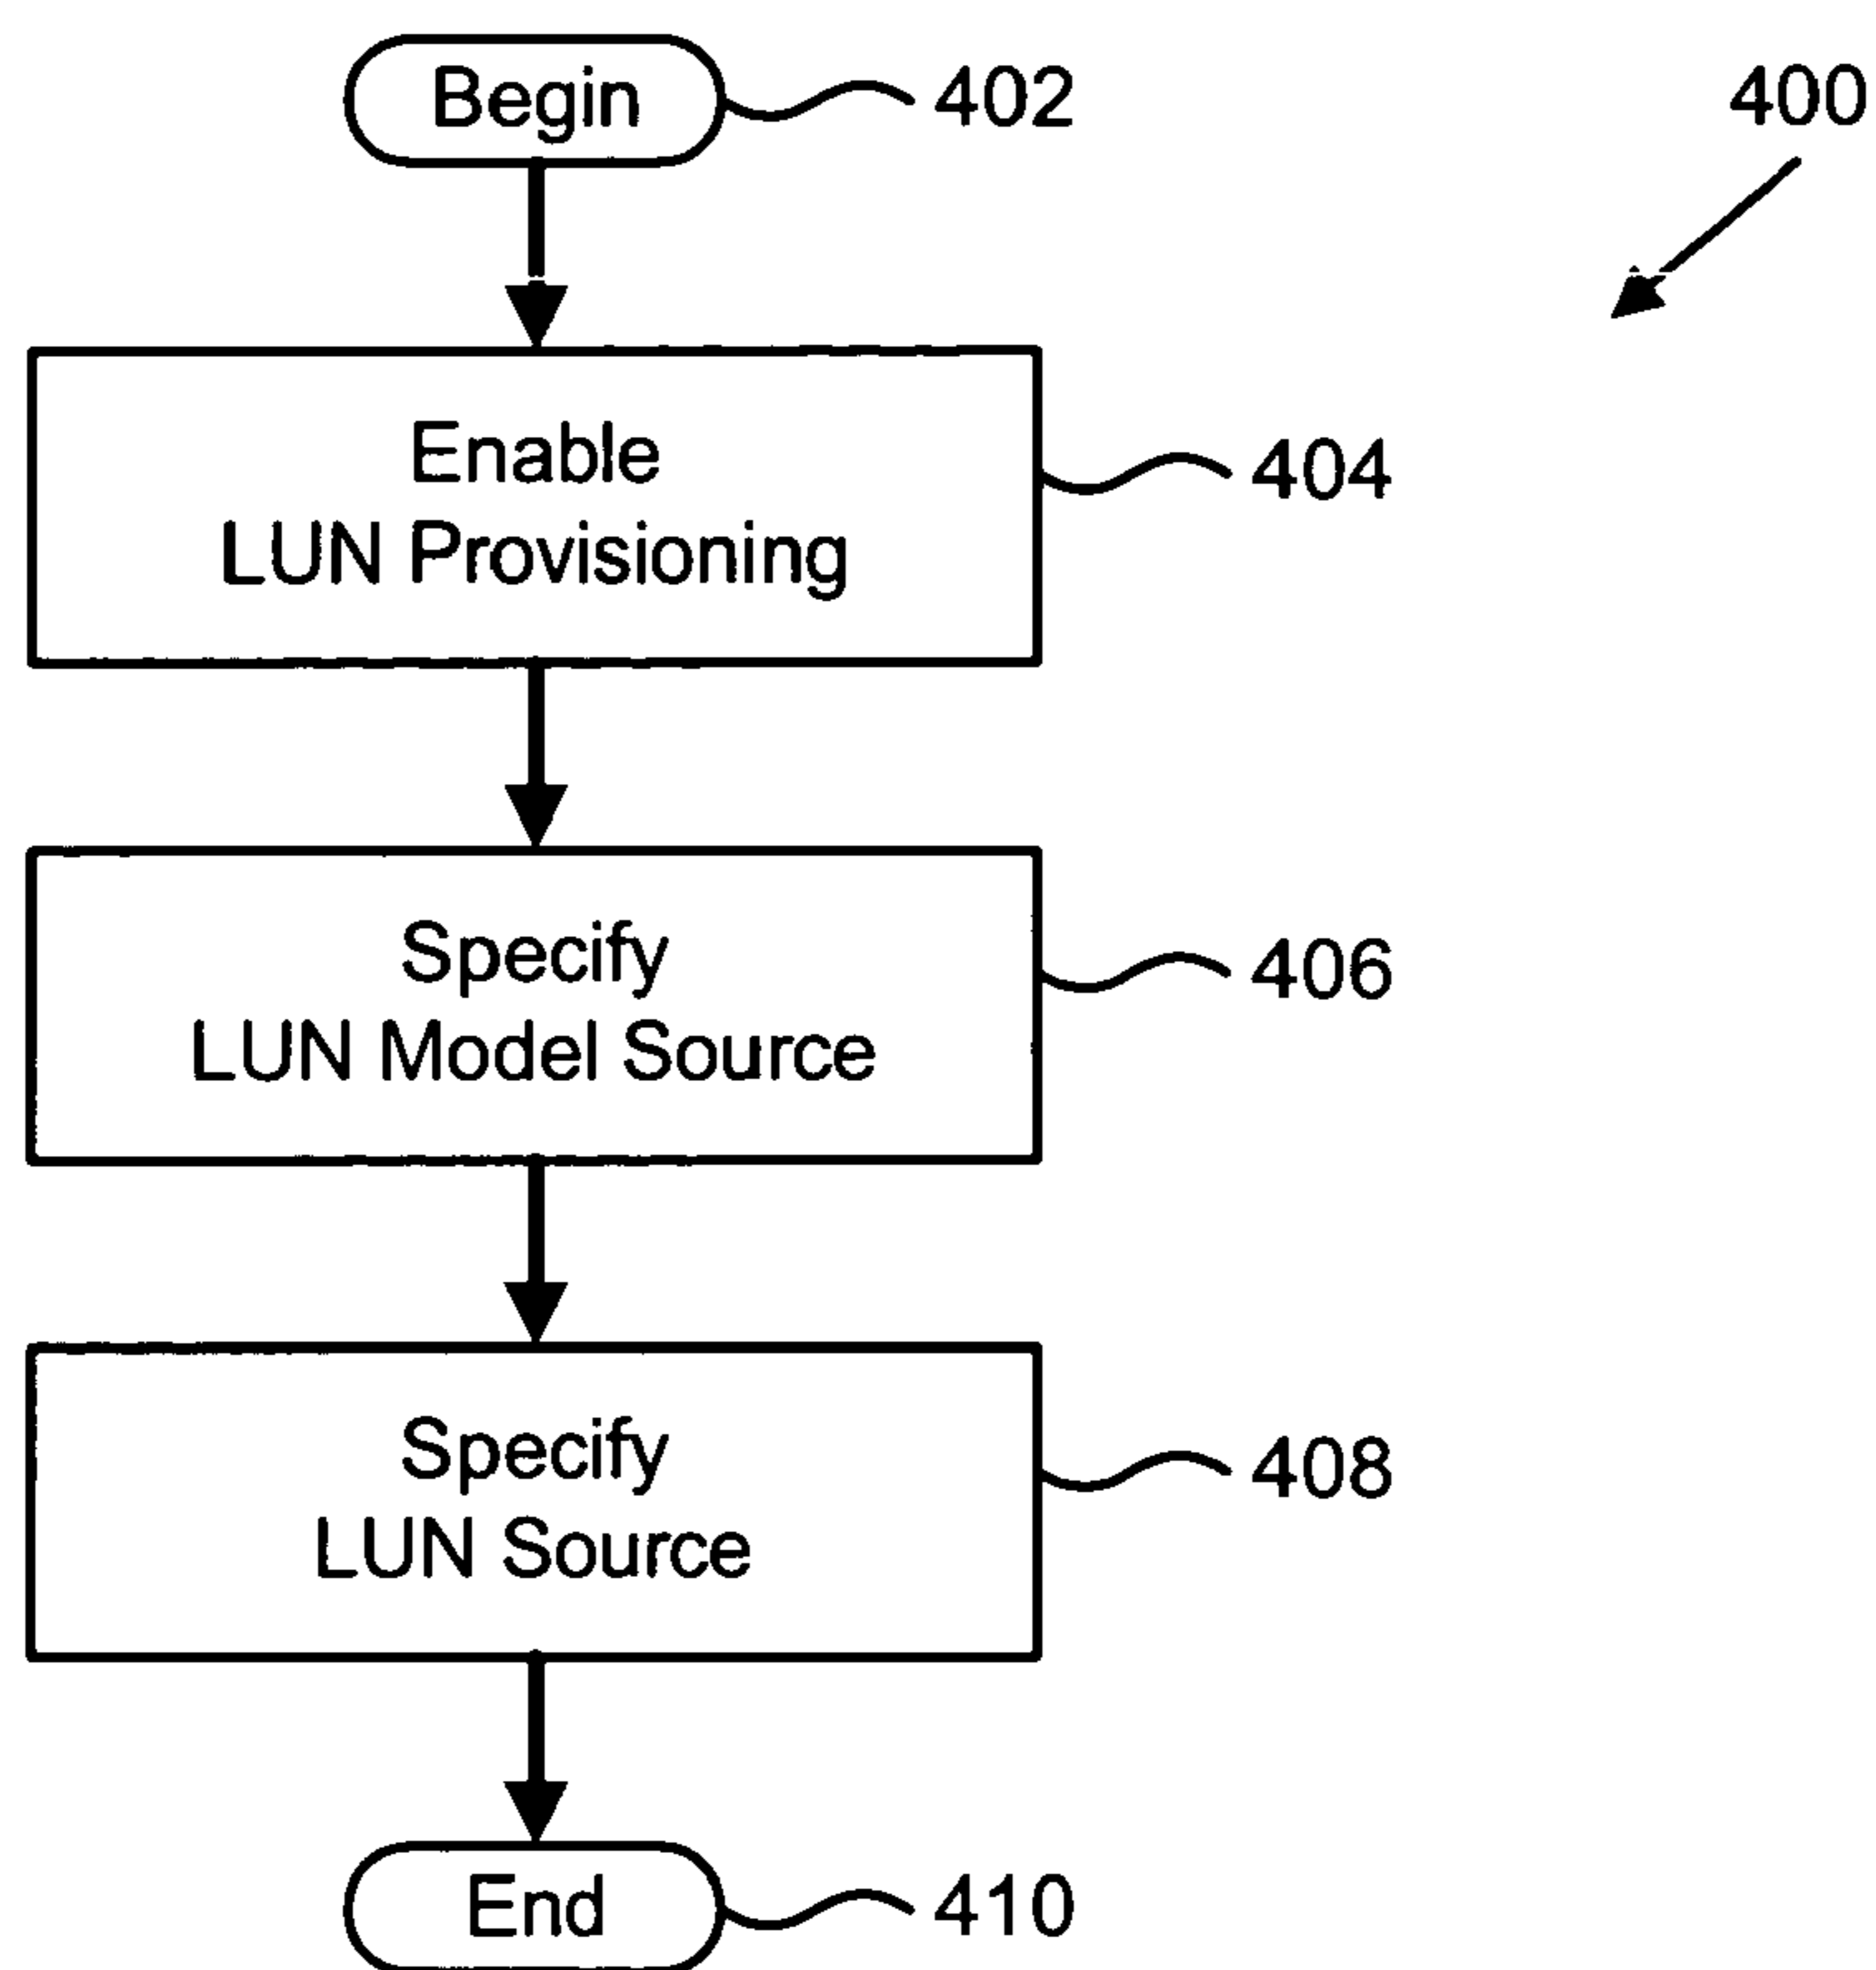 Begin
402
400
Enable
LUN Provisioning
404
Specify
LUN Model Source
406
Specify
LUN Source
408
End
410